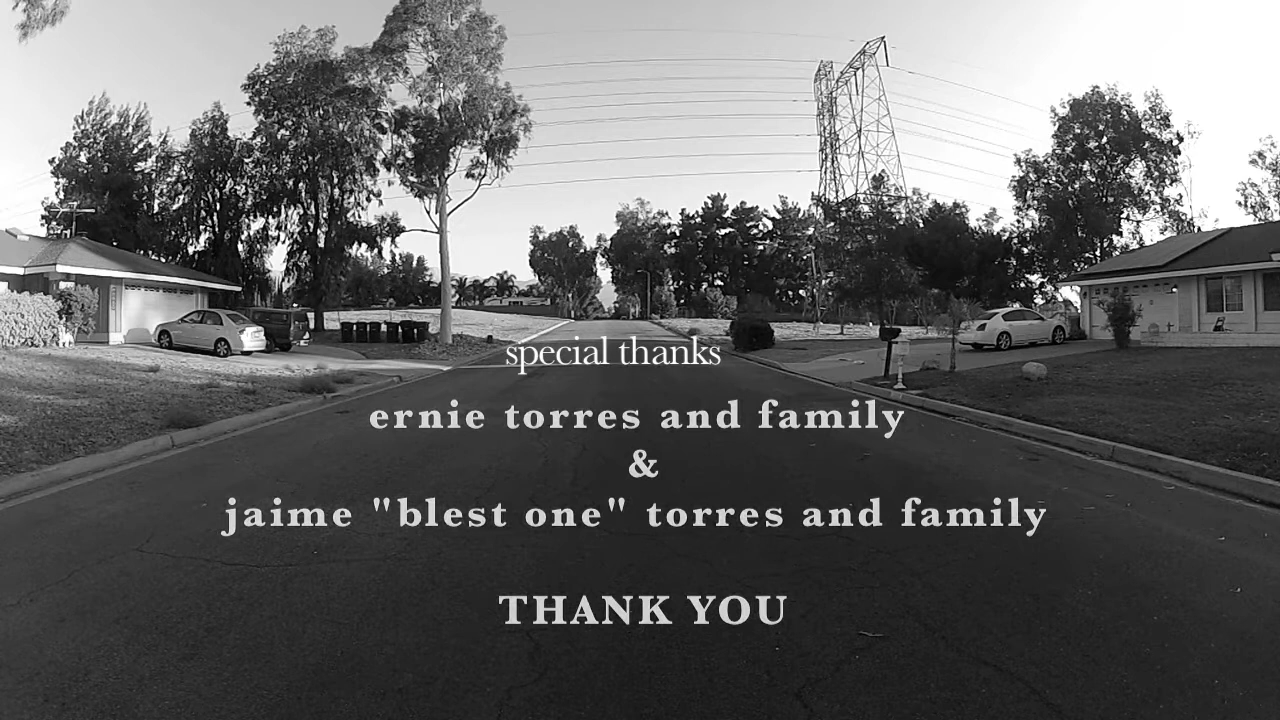 special thanks
ernie torres and family
&
jaime "blest one" torres and family
THANK YOU